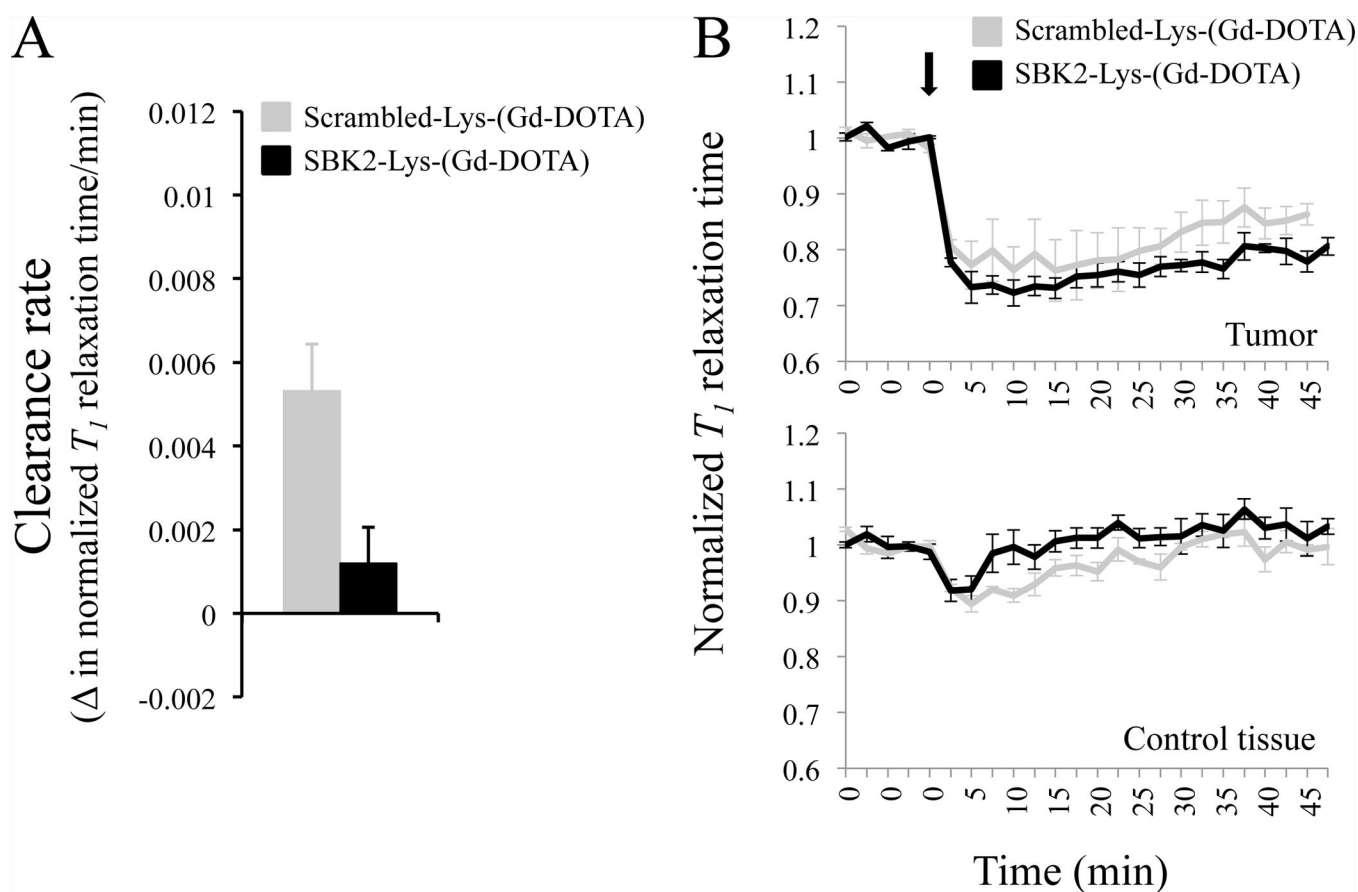 A
Clearance rate
(Δ in normalized T1 relaxation time/min)
0.012
0.01
0.008
0.006
0.004
0.002
0
-0.002
Scrambled-Lys-(Gd-DOTA)
SBK2-Lys-(Gd-DOTA)
B
Normalized T1 relaxation time
Scrambled-Lys-(Gd-DOTA)
SBK2-Lys-(Gd-DOTA)
1.2
1.1
1
0.9
0.8
0.7
0.6
Tumor
0 0 0 5 10 15 20 25 30 35 40 45
1.2
1.1
1
0.9
0.8
0.7
0.6
Control tissue
0 0 0 5 10 15 20 25 30 35 40 45
Time (min)